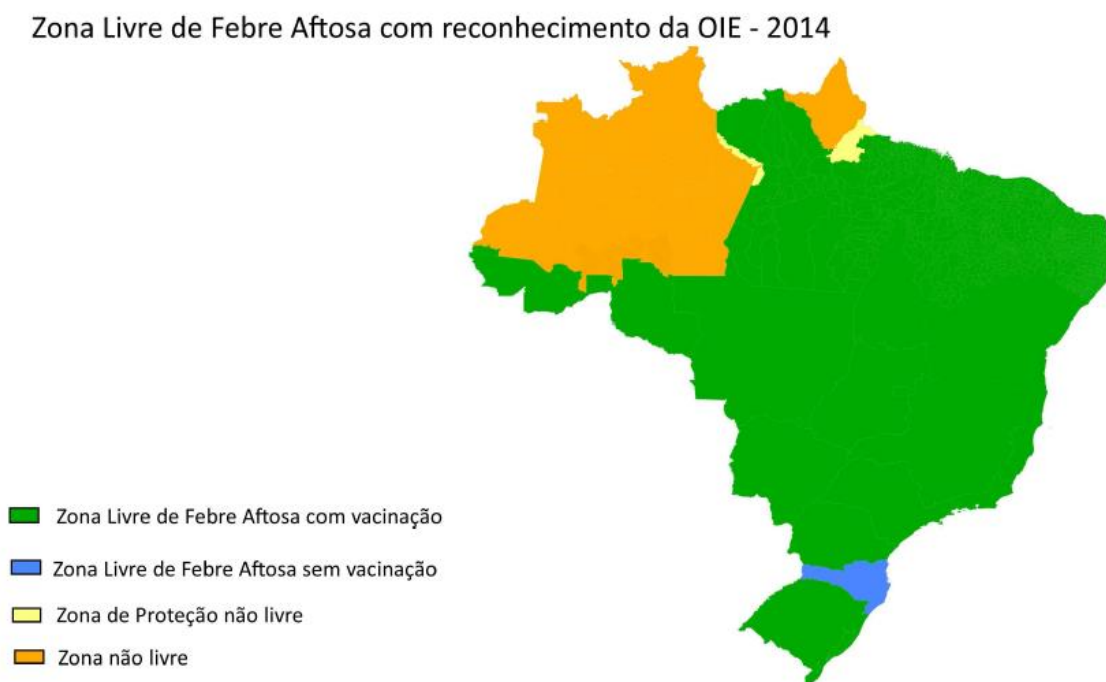 Zona Livre de Febre Aftosa com reconhecimento da OIE - 2014
Zona Livre de Febre Aftosa com vacinação
Zona Livre de Febre Aftosa sem vacinação
Zona de Proteção não livre
Zona não livre